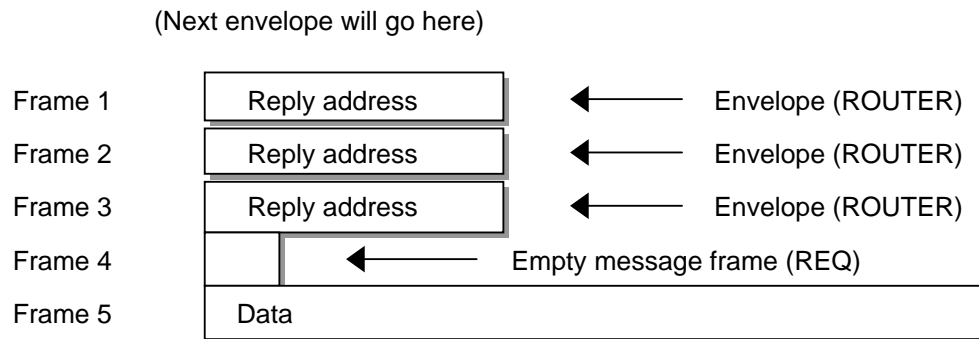 (Next envelope will go here)
Frame 1 Reply address Envelope (ROUTER)
Frame 2 Reply address Envelope (ROUTER)
Frame 3 Reply address Envelope (ROUTER)
Frame 4 Empty message frame (REQ)
Frame 5 Data